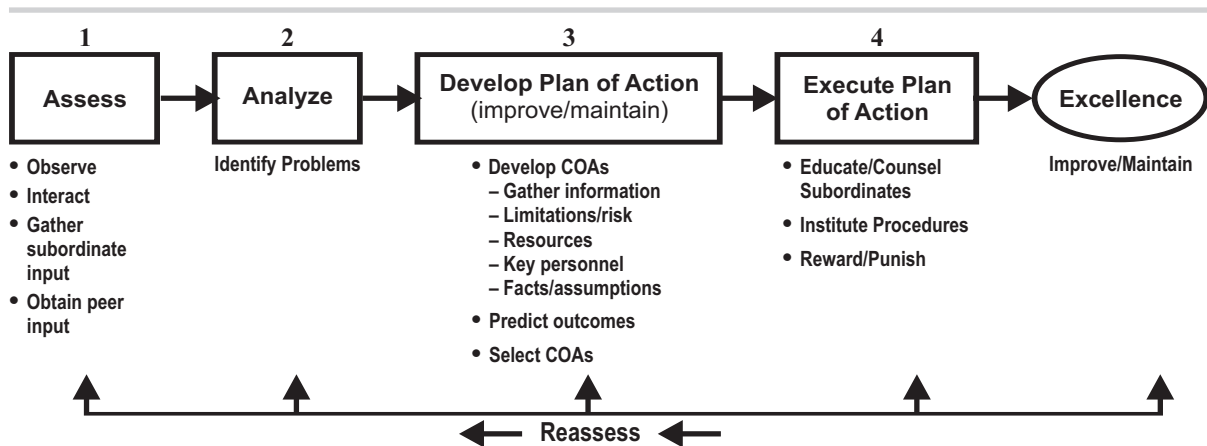 1
2
3
4
Assess
Analyze
Develop Plan of Action
(improve/maintain)
Execute Plan
of Action
Excellence
• Observe
• Interact
• Gather
subordinate
input
• Obtain peer
input
Identify Problems
• Develop COAs
– Gather information
– Limitations/risk
– Resources
– Key personnel
– Facts/assumptions
• Predict outcomes
• Select COAs
• Educate/Counsel
Subordinates
• Institute Procedures
• Reward/Punish
Improve/Maintain
Reassess